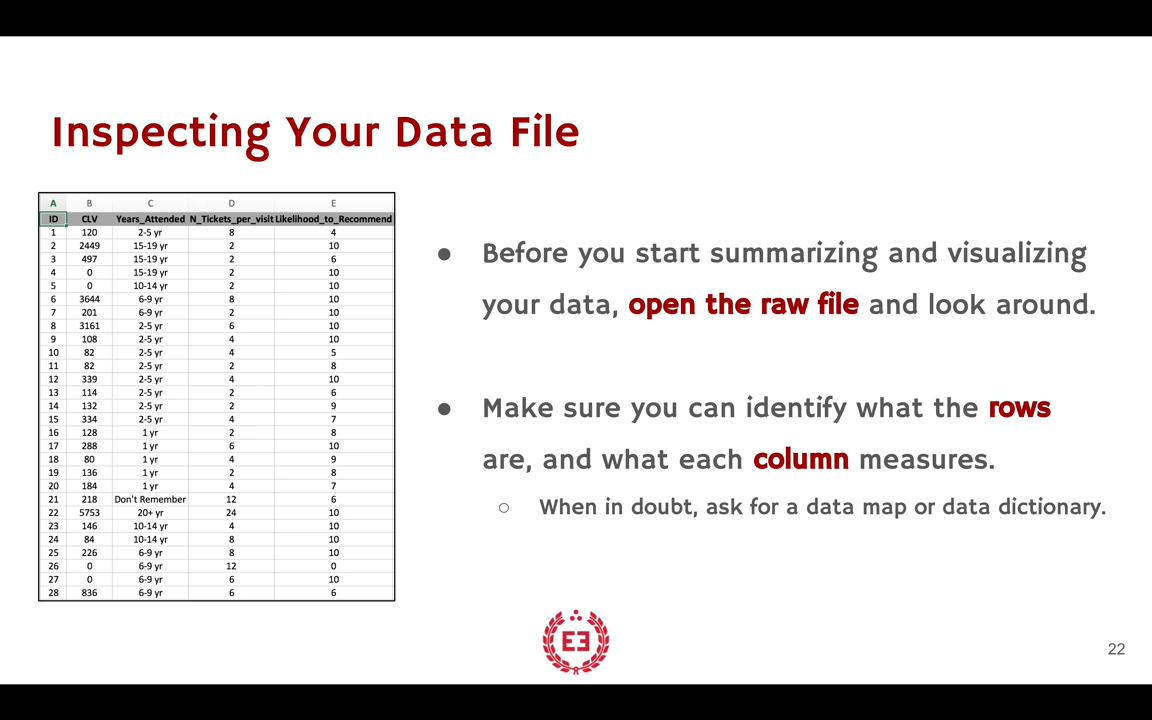 Inspecting Your Data File
A B C D E
ID CLV Years_Attended N_Tickets_per_visit Likelihood_to_Recommend
1 120 2-5 yr 8 4
2 2449 15-19 yr 2 10
3 497 15-19 yr 2 6
4 0 15-19 yr 2 10
5 0 10-14 yr 2 10
6 3644 6-9 yr 8 10
7 201 6-9 yr 2 10
8 3161 2-5 yr 6 10
9 108 2-5 yr 4 10
10 82 2-5 yr 4 5
11 82 2-5 yr 2 8
12 339 2-5 yr 4 10
13 114 2-5 yr 2 6
14 132 2-5 yr 2 9
15 334 2-5 yr 4 7
16 128 1 yr 2 8
17 288 1 yr 6 10
18 80 1 yr 4 9
19 136 1 yr 2 8
20 184 1 yr 4 7
21 218 Don't Remember 12 6
22 5753 20+ yr 24 10
23 146 10-14 yr 4 10
24 84 10-14 yr 8 10
25 226 6-9 yr 8 10
26 0 6-9 yr 12 0
27 0 6-9 yr 6 10
28 836 6-9 yr 6 6
● Before you start summarizing and visualizing
your data, open the raw file and look around.
● Make sure you can identify what the rows
are, and what each column measures.
○ When in doubt, ask for a data map or data dictionary.
22